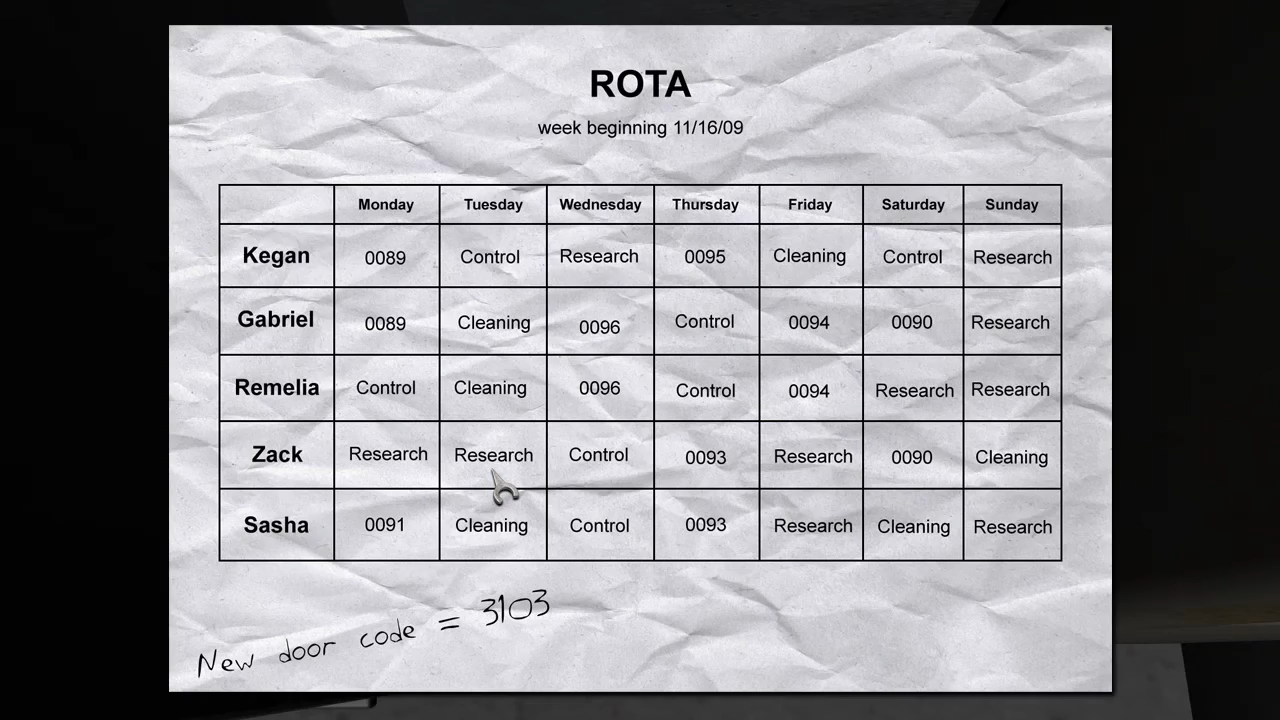 ROTA
week beginning 11/16/09
Monday Tuesday Wednesday Thursday Friday Saturday Sunday
Kegan 0089 Control Research 0095 Cleaning Control Research
Gabriel 0089 Cleaning 0096 Control 0094 0090 Research
Remelia Control Cleaning 0096 Control 0094 Research Research
Zack Research Research Control 0093 Research 0090 Cleaning
Sasha 0091 Cleaning Control 0093 Research Cleaning Research
New door code = 3103